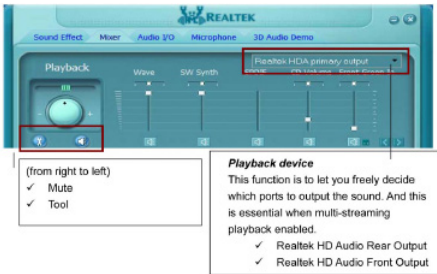 REALTEK
Sound Effect Mixer Audio I/O Microphone 3D Audio Demo
Realtek HDA primary output
Playback
Wave SW Synth CD Volume
(from right to left)
✓ Mute
✓ Tool
Playback device
This function is to let you freely decide
which ports to output the sound. And this
is essential when multi-streaming
playback enabled.
✓ Realtek HD Audio Rear Output
✓ Realtek HD Audio Front Output